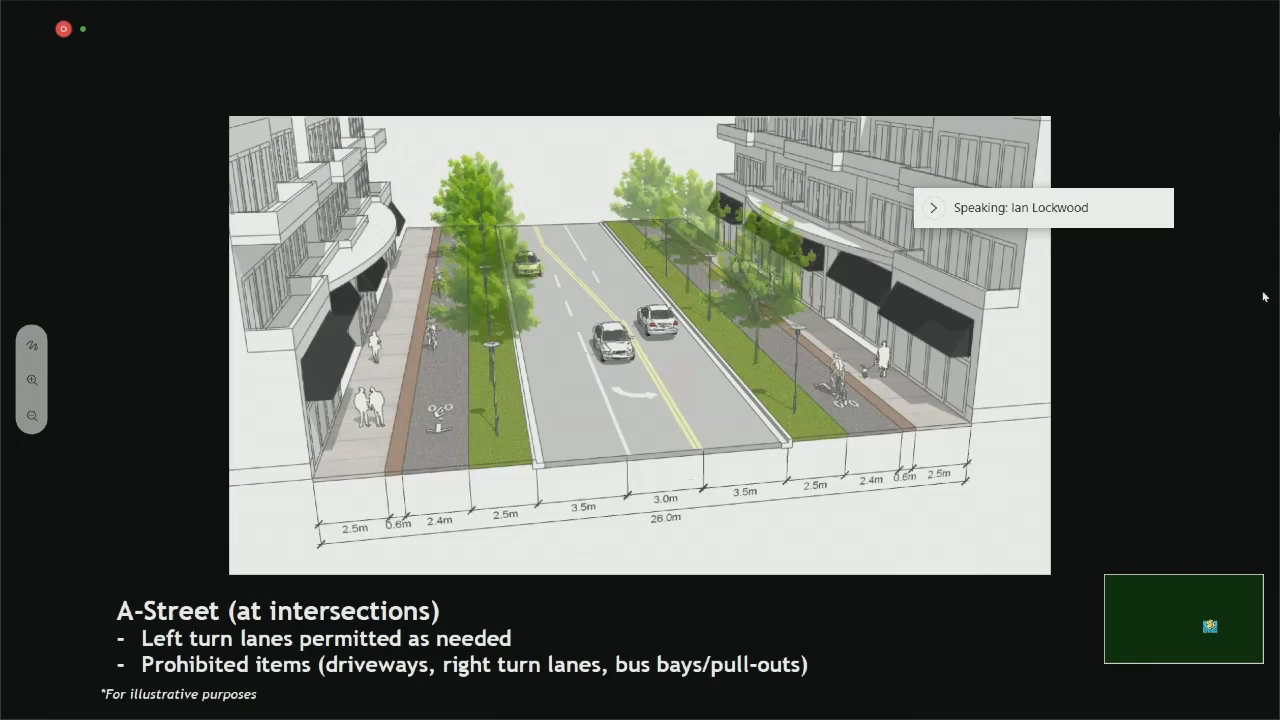 Speaking: Ian Lockwood
2.5m 0.6m 2.4m 2.5m 3.5m 3.0m 3.5m 2.5m 2.4m 0.6m 2.5m
26.0m
A-Street (at intersections)
- Left turn lanes permitted as needed
- Prohibited items (driveways, right turn lanes, bus bays/pull-outs)
*For illustrative purposes